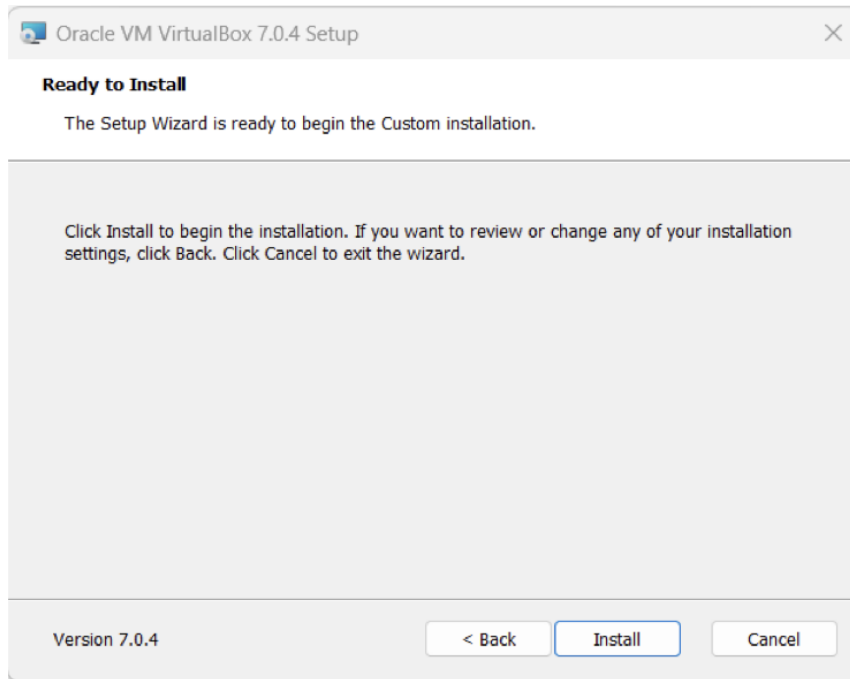 Oracle VM VirtualBox 7.0.4 Setup
Ready to Install
The Setup Wizard is ready to begin the Custom installation.
Click Install to begin the installation. If you want to review or change any of your installation
settings, click Back. Click Cancel to exit the wizard.
Version 7.0.4
< Back
Install
Cancel